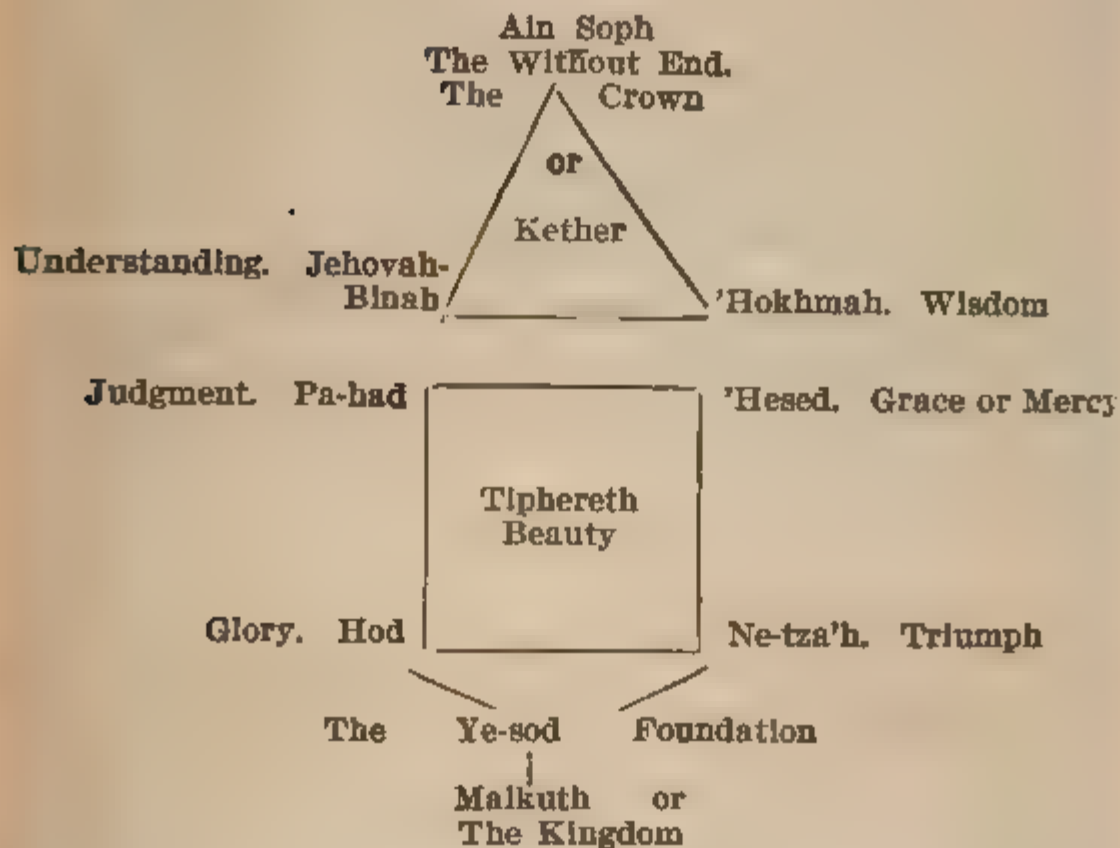 Ain Soph
The Without End.
The Crown
or
Kether
Understanding. Jehovah-
Binah
'Hokhmah. Wisdom
Judgment. Pa-had
'Hesed. Grace or Mercy
Tiphereth
Beauty
Glory. Hod
Ne-tza'h. Triumph
The Ye-sod Foundation
Malkuth or
The Kingdom